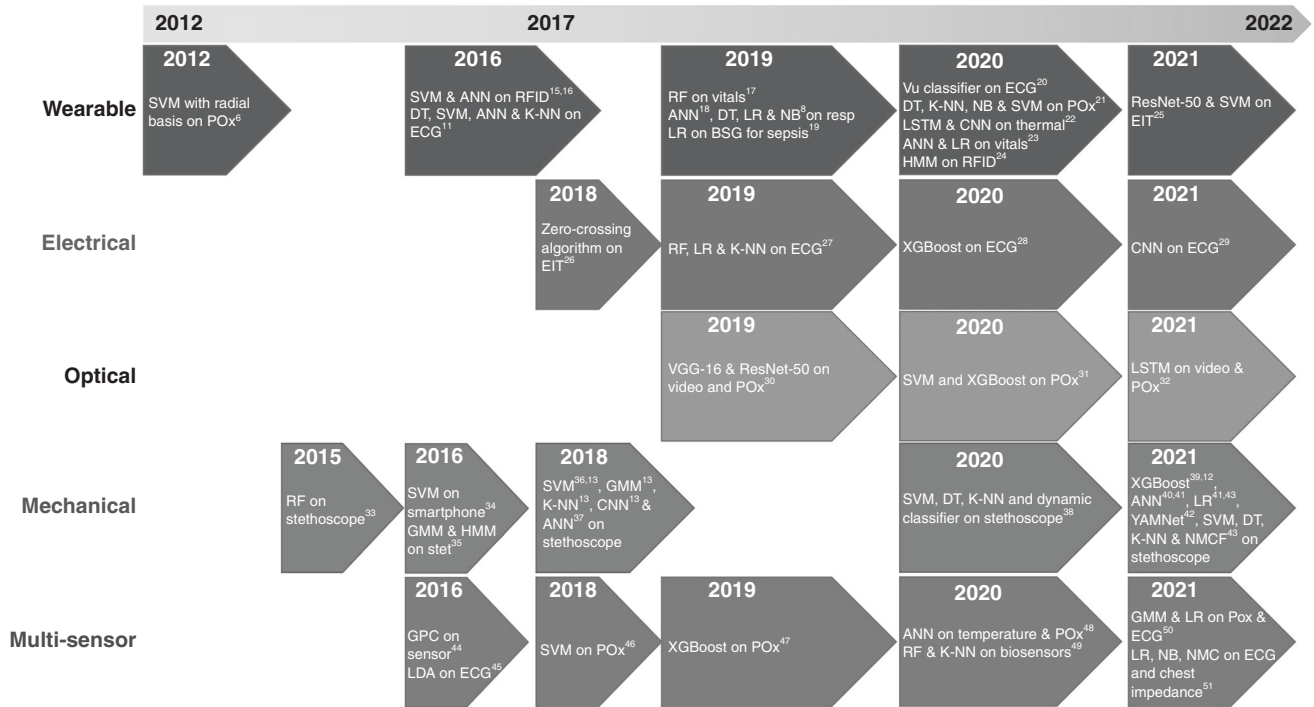 2012 2017 2022
Wearable
2012
SVM with radial
basis on POx6
2016
SVM & ANN on RFID15,16
DT, SVM, ANN & K-NN on
ECG11
2019
RF on vitals17
ANN18, DT, LR & NB8on resp
LR on BSG for sepsis19
2020
Vu classifier on ECG20
DT, K-NN, NB & SVM on POx21
LSTM & CNN on thermal22
ANN & LR on vitals23
HMM on RFID24
2021
ResNet-50 & SVM on
EIT25
Electrical
2018
Zero-crossing
algorithm on
EIT26
2019
RF, LR & K-NN on ECG27
2020
XGBoost on ECG28
2021
CNN on ECG29
Optical
2019
VGG-16 & ResNet-50 on
video and POx30
2020
SVM and XGBoost on POx31
2021
LSTM on video &
POx32
Mechanical
2015
RF on
stethoscope33
2016
SVM on
smartphone34
GMM & HMM
on stet35
2018
SVM36,13, GMM13,
K-NN13, CNN13 &
ANN37 on
stethoscope
2020
SVM, DT, K-NN and dynamic
classifier on stethoscope38
2021
XGBoost39,12,
ANN40,41, LR41,43,
YAMNet42, SVM, DT,
K-NN & NMCF43 on
stethoscope
Multi-sensor
2016
GPC on
sensor44
LDA on ECG45
2018
SVM on POx46
2019
XGBoost on POx47
2020
ANN on temperature & POx48
RF & K-NN on biosensors49
2021
GMM & LR on Pox &
ECG50
LR, NB, NMC on ECG
and chest
impedance51